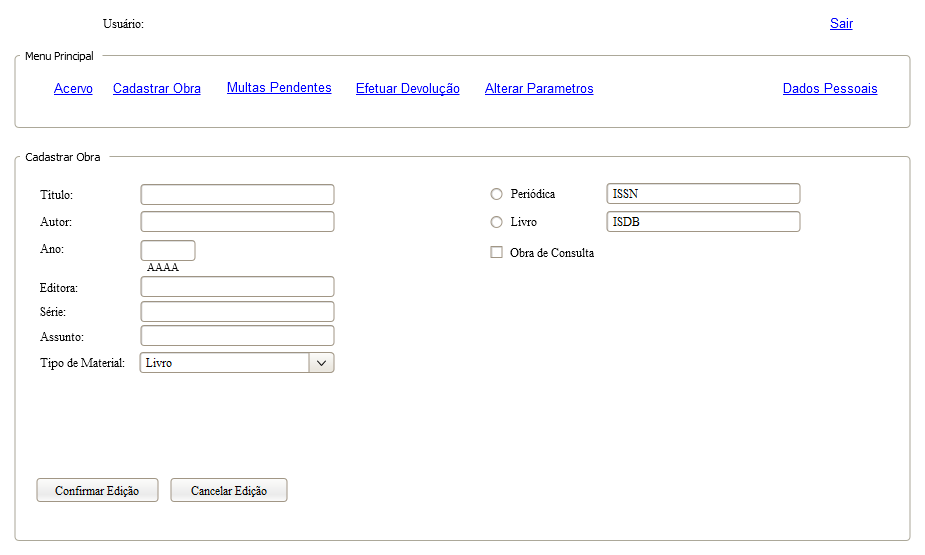 Usuário:
Sair
Menu Principal
Acervo
Cadastrar Obra
Multas Pendentes
Efetuar Devolução
Alterar Parametros
Dados Pessoais
Cadastrar Obra
Titulo:
Periódica
ISSN
Autor:
Livro
ISDB
Ano:
AAAA
Obra de Consulta
Editora:
Série:
Assunto:
Tipo de Material:
Livro
Confirmar Edição
Cancelar Edição